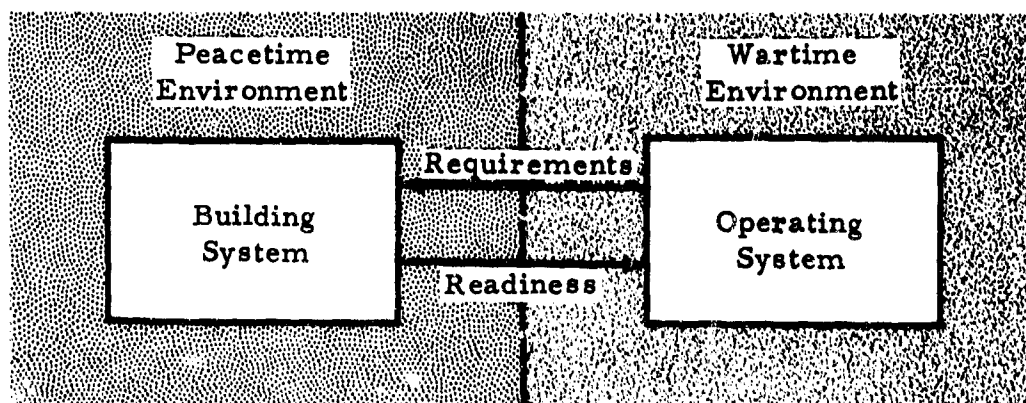 Peacetime
Environment
Wartime
Environment
Requirements
Building
System
Operating
System
Readiness